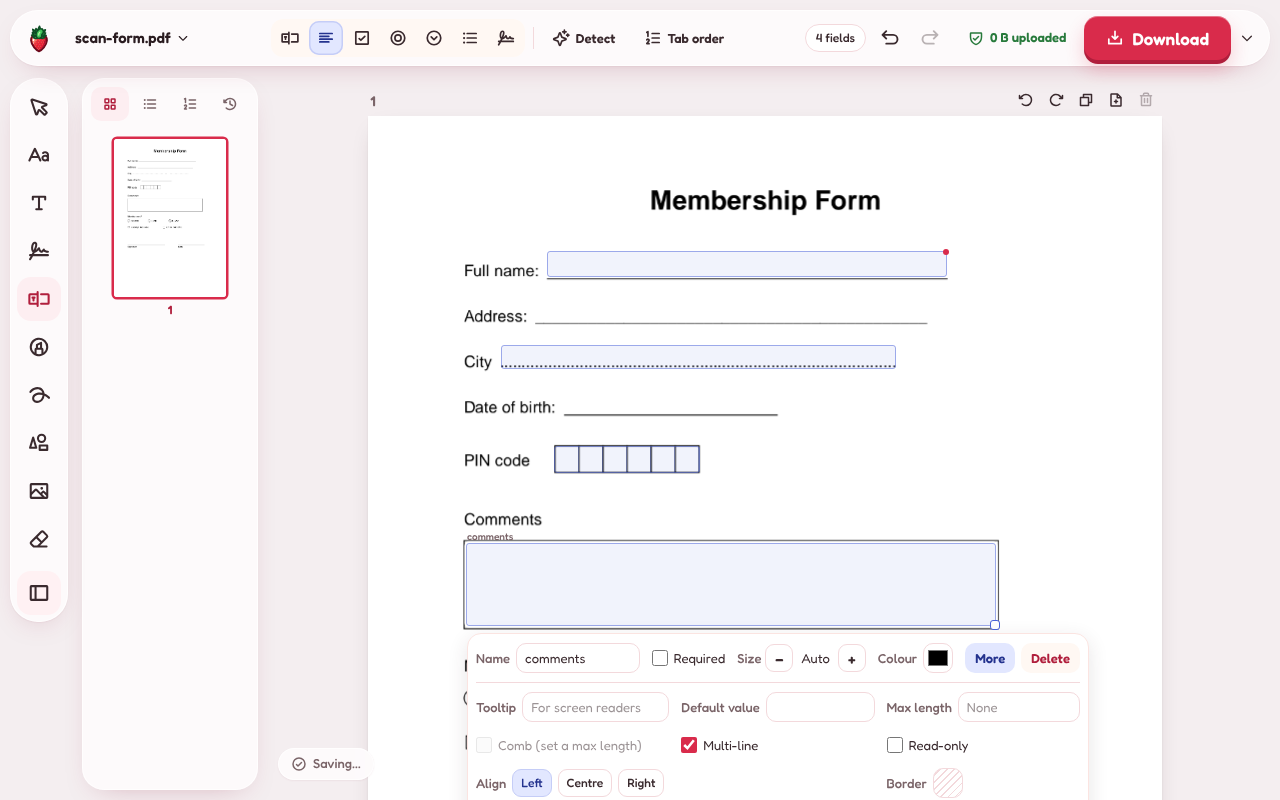 scan-form.pdf
Detect
Tab order
4 fields
0 B uploaded
Download
1
Aa
T
1
Membership Form
Full name:
Address:
City
Date of birth:
PIN code
Comments
comments
Name comments Required Size - Auto + Colour More Delete
Tooltip For screen readers Default value Max length None
Comb (set a max length) Multi-line Read-only
Align Left Centre Right Border
Saving...